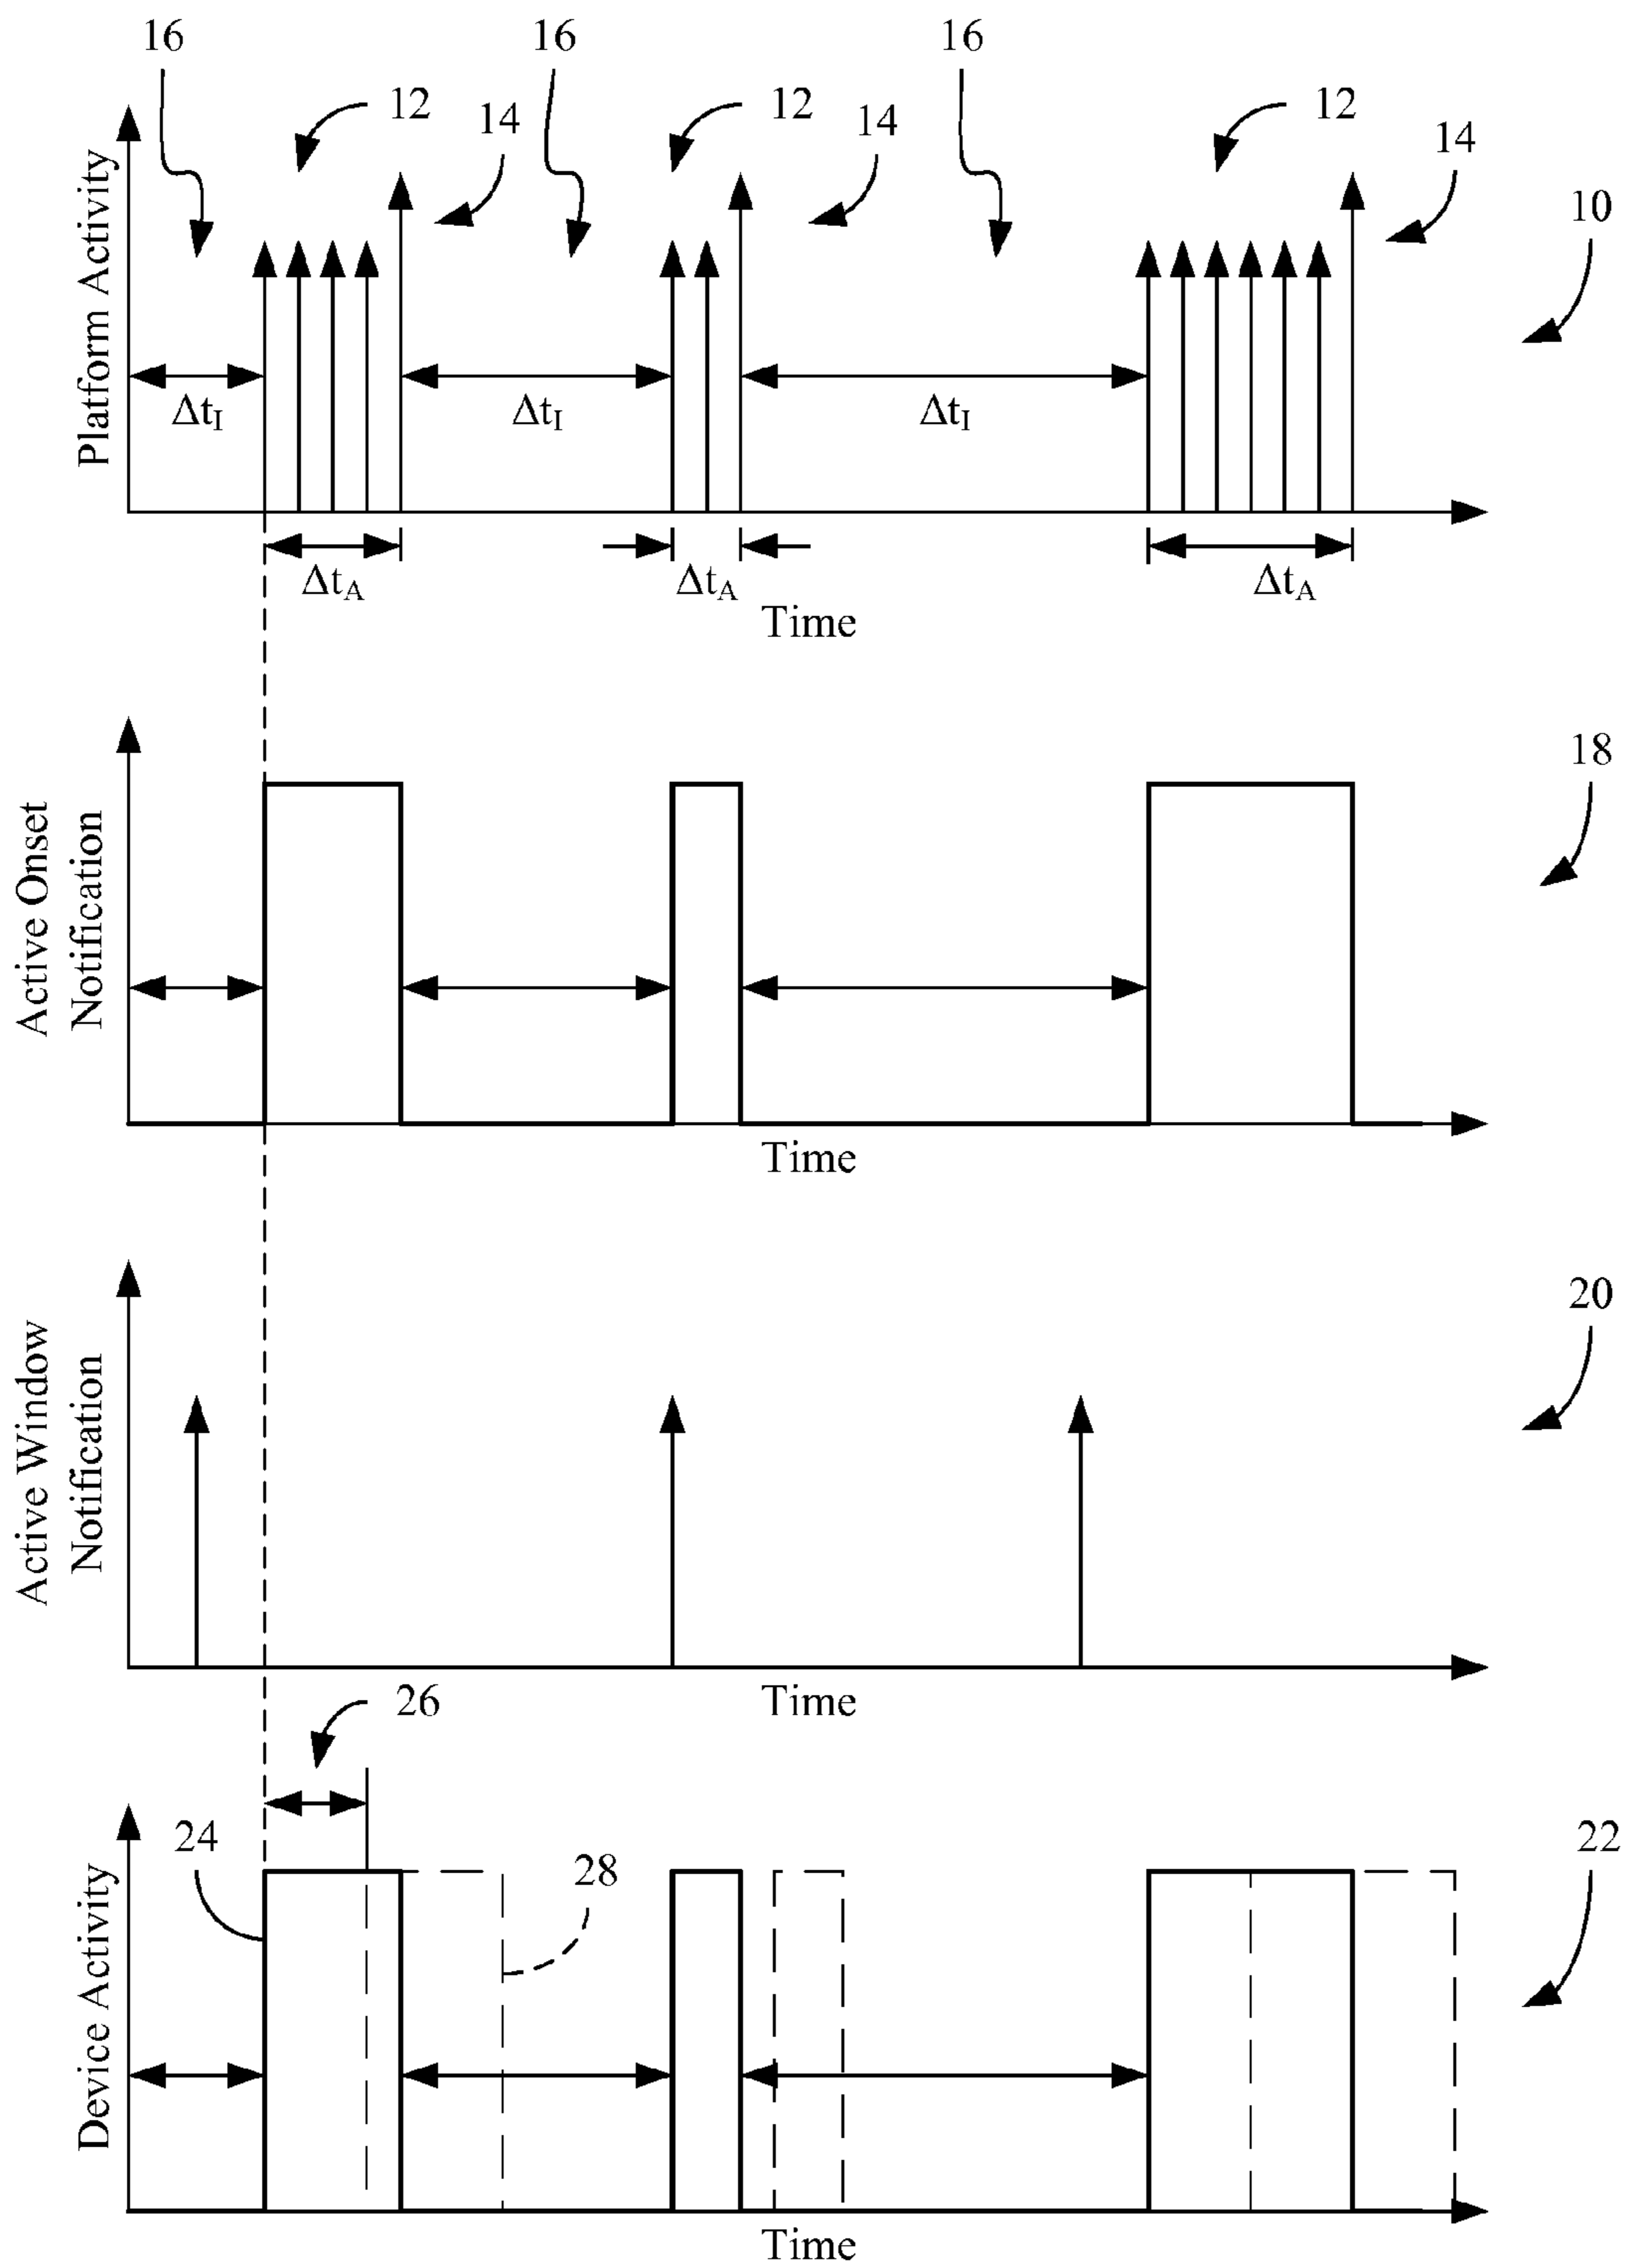 16 16 16
12 12 12
14 14 14
10
Platform Activity
Δt_I Δt_I Δt_I
Δt_A Δt_A Δt_A
Time
18
Active Onset
Notification
Time
20
Active Window
Notification
Time
26
24 28 22
Device Activity
Time